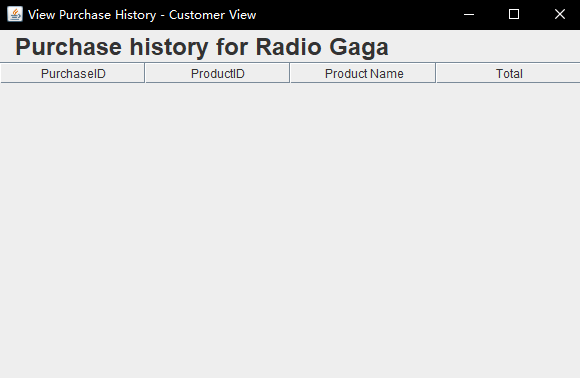 View Purchase History - Customer View
Purchase history for Radio Gaga
PurchaseID ProductID Product Name Total